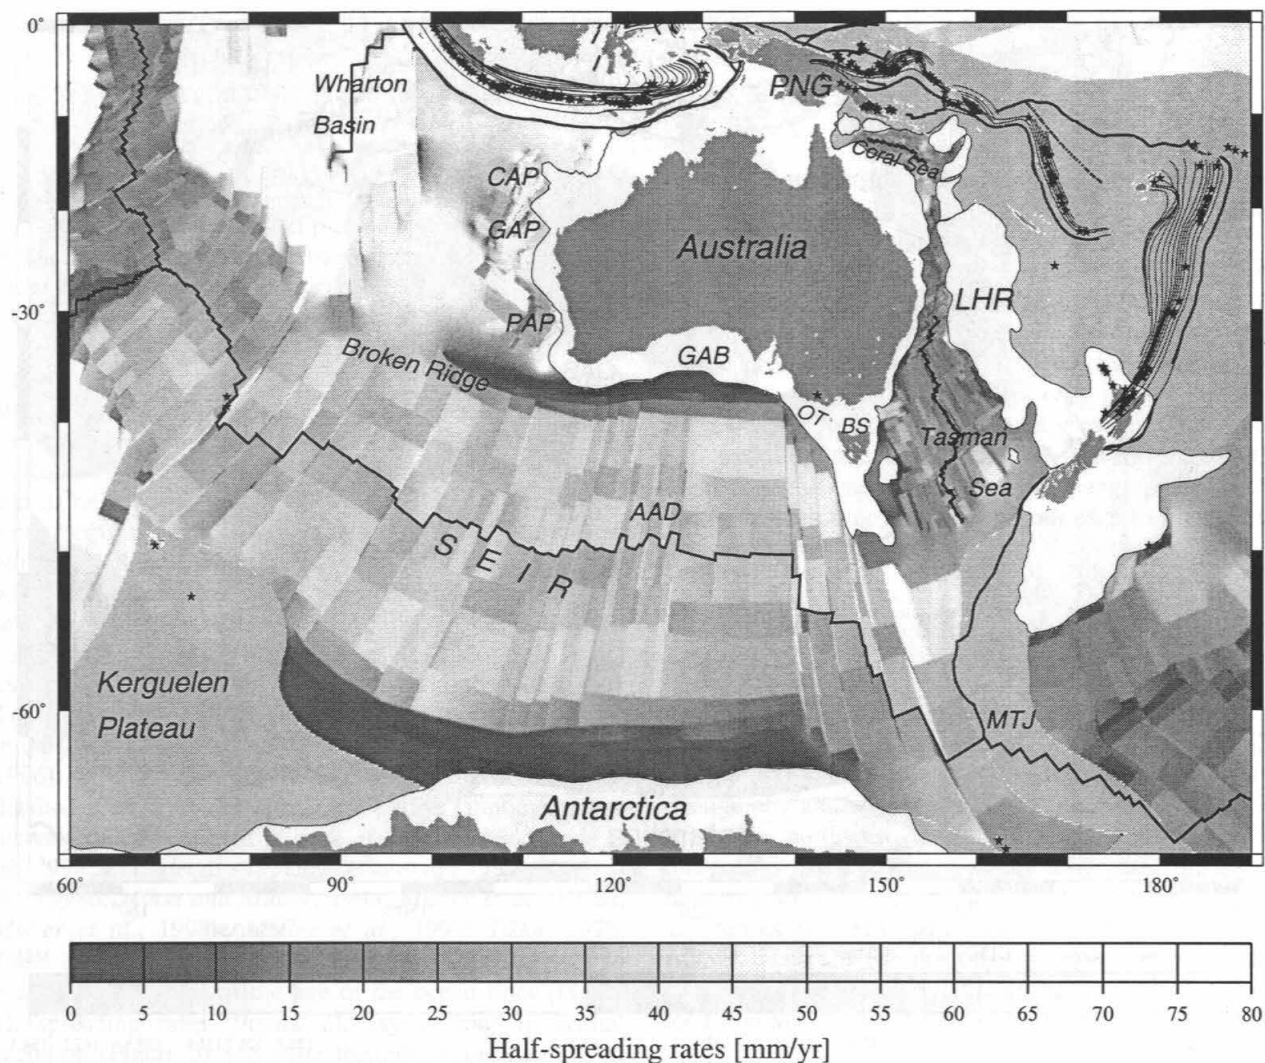 0°
-30°
-60°
Wharton
Basin
PNG
Coral Sea
CAP
GAP
PAP
Australia
LHR
Broken Ridge
GAB
OT
BS
Tasman
Sea
AAD
SEIR
Kerguelen
Plateau
MTJ
Antarctica
60° 90° 120° 150° 180°
0 5 10 15 20 25 30 35 40 45 50 55 60 65 70 75 80
Half-spreading rates [mm/yr]